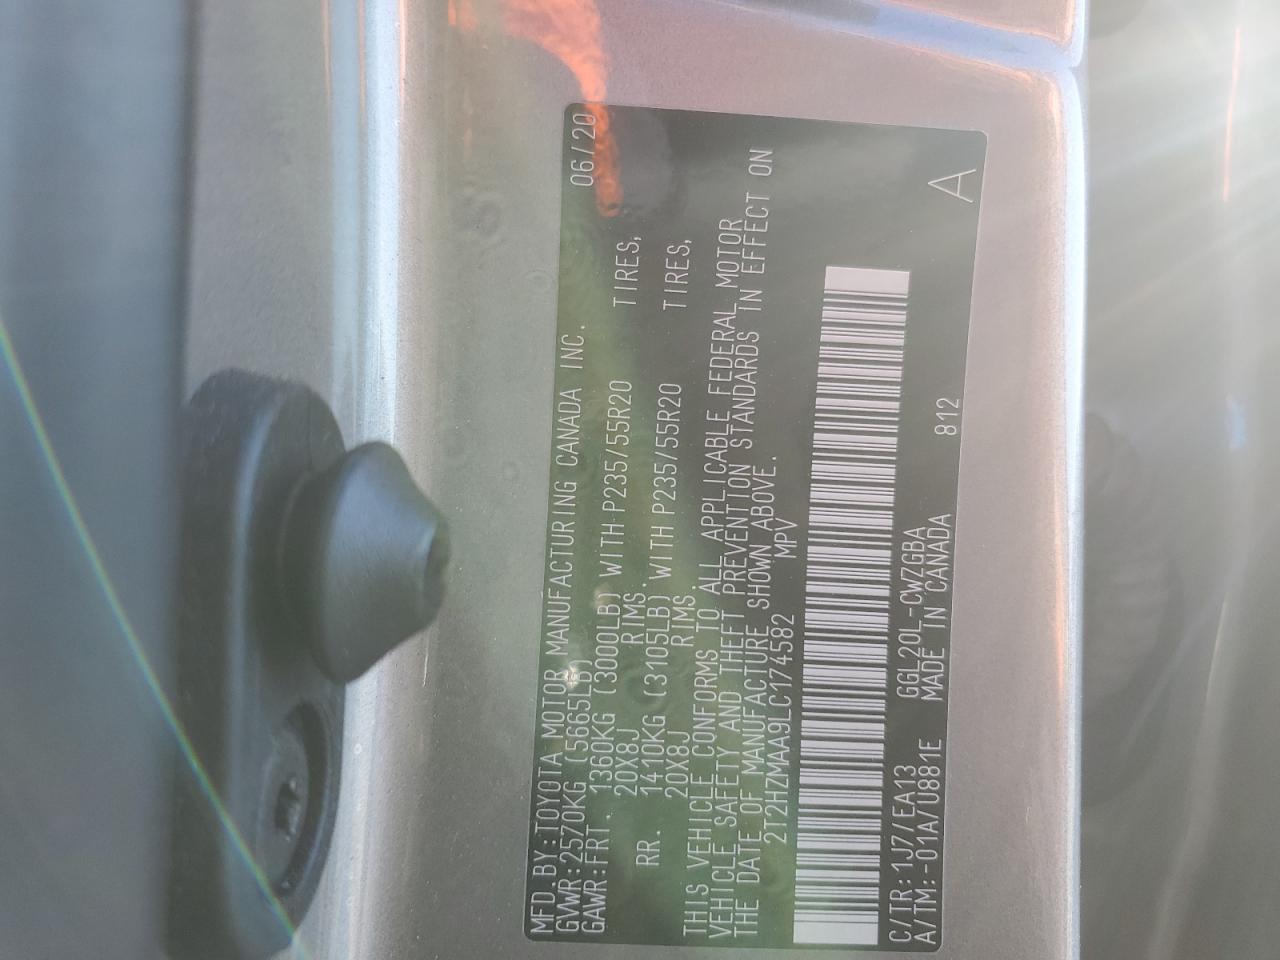 MFD.BY:TOYOTA MOTOR MANUFACTURING CANADA INC. 06/20
GVWR:2570KG (5665LB)
GAWR:FRT. 1360KG (3000LB) WITH P235/55R20 TIRES,
20X8J RIMS.
RR. 1410KG (3105LB) WITH P235/55R20 TIRES,
20X8J RIMS.
THIS VEHICLE CONFORMS TO ALL APPLICABLE FEDERAL MOTOR
VEHICLE SAFETY AND THEFT PREVENTION STANDARDS IN EFFECT ON
THE DATE OF MANUFACTURE SHOWN ABOVE.
2T2HZMAA9LC174582 MPV
C/TR:1J7/EA13 GGL20L-CWZGBA
A/TM:-01A/U881E MADE IN CANADA 812 A